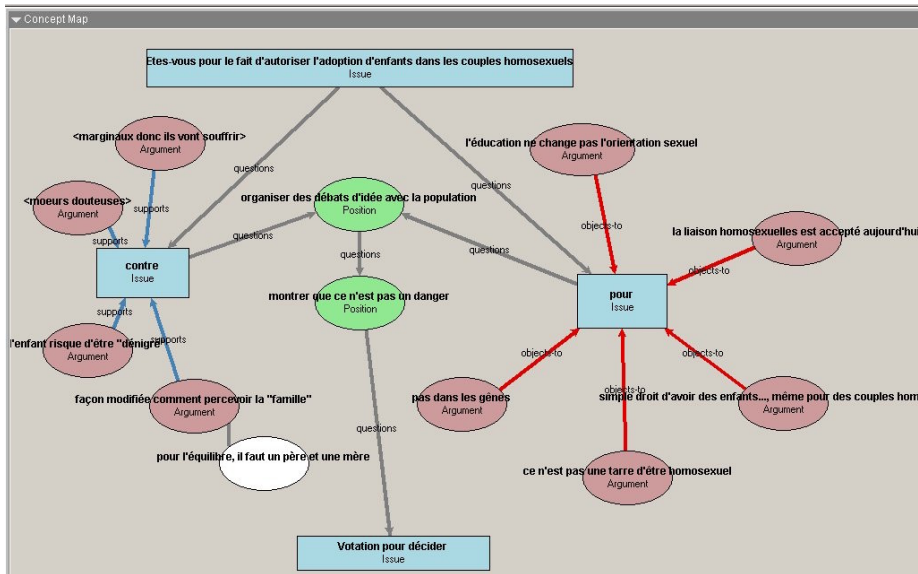 Concept Map
Etes-vous pour le fait d'autoriser l'adoption d'enfants dans les couples homosexuels
Issue
<marginaux donc ils vont souffrir>
Argument
l'éducation ne change pas l'orientation sexuel
Argument
questions
questions
<moeurs douteuses>
Argument
supports
organiser des débats d'idée avec la population
Position
objects-to
la liaison homosexuelles est accepté aujourd'hui
Argument
supports
questions
questions
questions
objects-to
contre
Issue
montrer que ce n'est pas un danger
Position
pour
Issue
supports
supports
l'enfant risque d'être "dénigré"
Argument
objects-to
objects-to
objects-to
façon modifiée comment percevoir la "famille"
Argument
pas dans les gênes
Argument
simple droit d'avoir des enfants..., même pour des couples hom
Argument
questions
pour l'équilibre, il faut un père et une mère
ce n'est pas une tarre d'être homosexuel
Argument
Votation pour décider
Issue